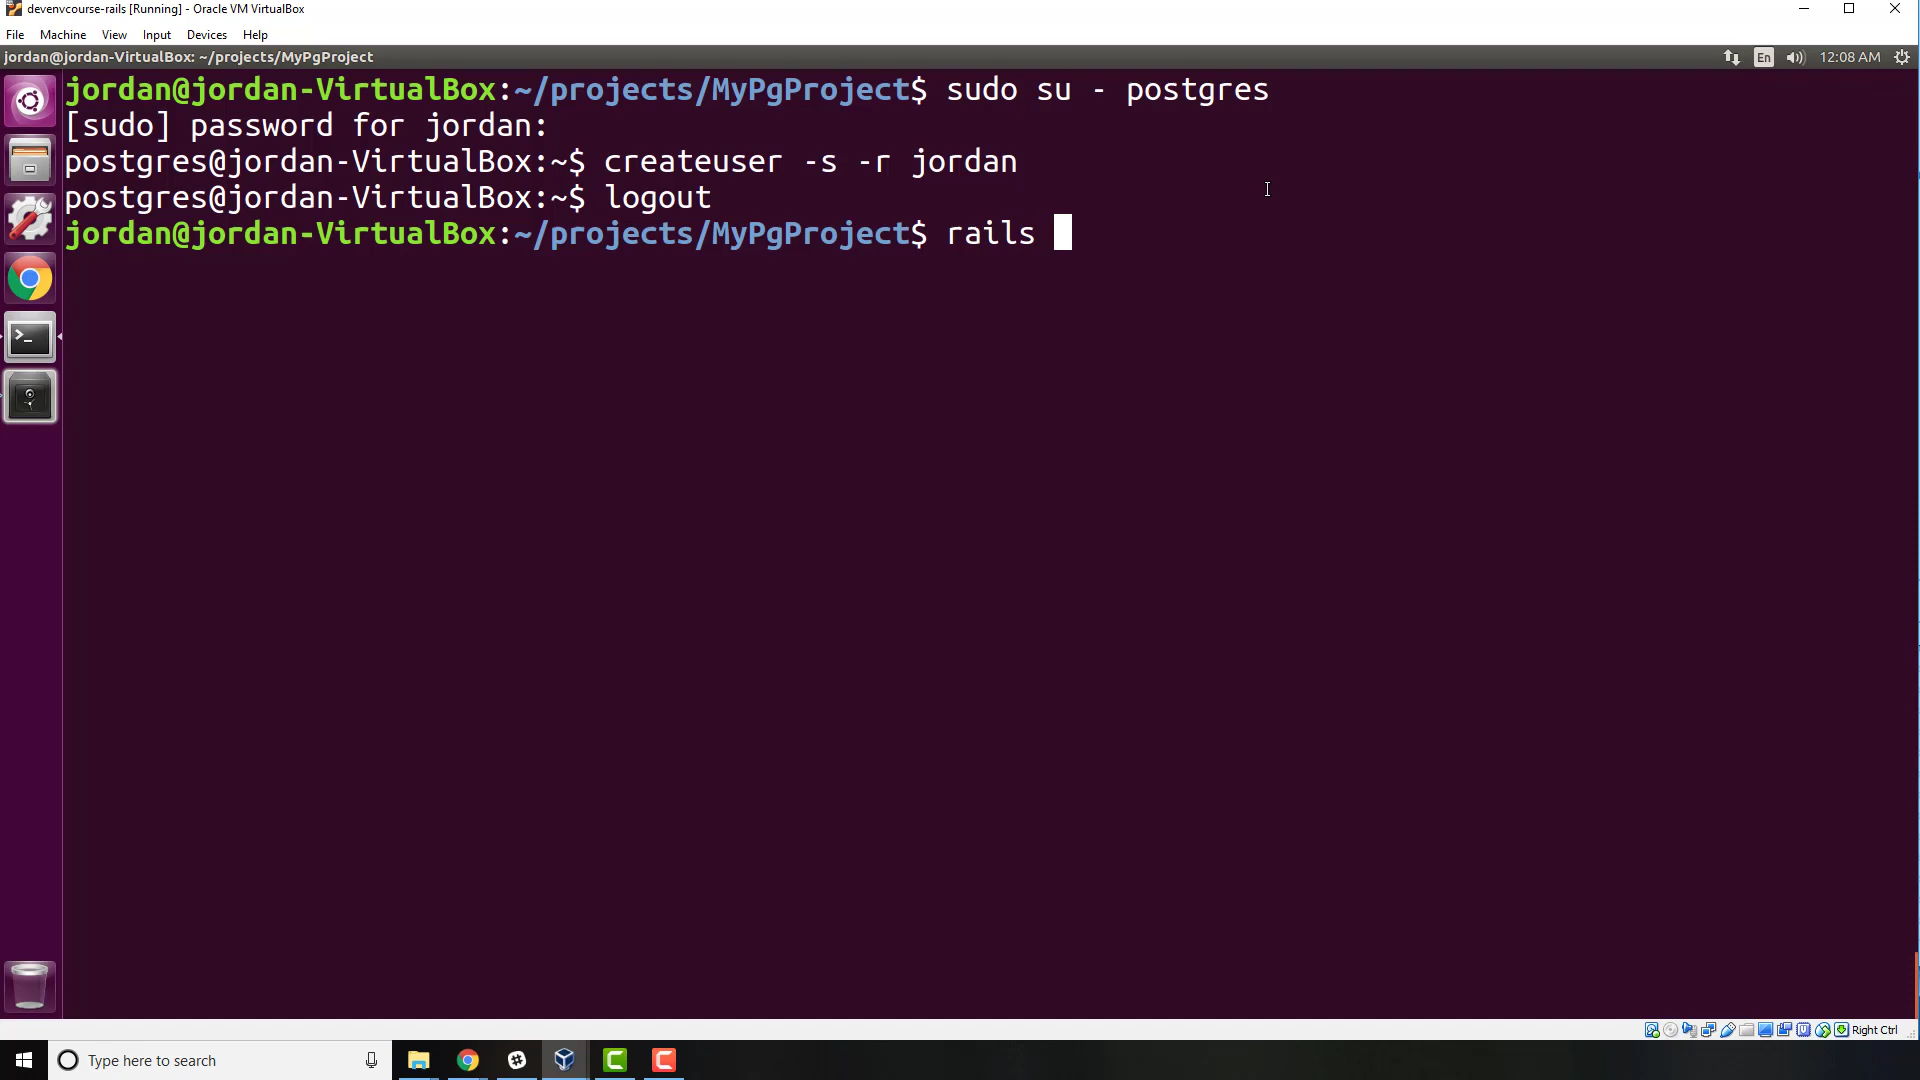 devenvcourse-rails [Running] - Oracle VM VirtualBox
File Machine View Input Devices Help
jordan@jordan-VirtualBox: ~/projects/MyPgProject
En
12:08 AM
jordan@jordan-VirtualBox:~/projects/MyPgProject$ sudo su - postgres
[sudo] password for jordan:
postgres@jordan-VirtualBox:~$ createuser -s -r jordan
postgres@jordan-VirtualBox:~$ logout
jordan@jordan-VirtualBox:~/projects/MyPgProject$ rails
Right Ctrl
Type here to search